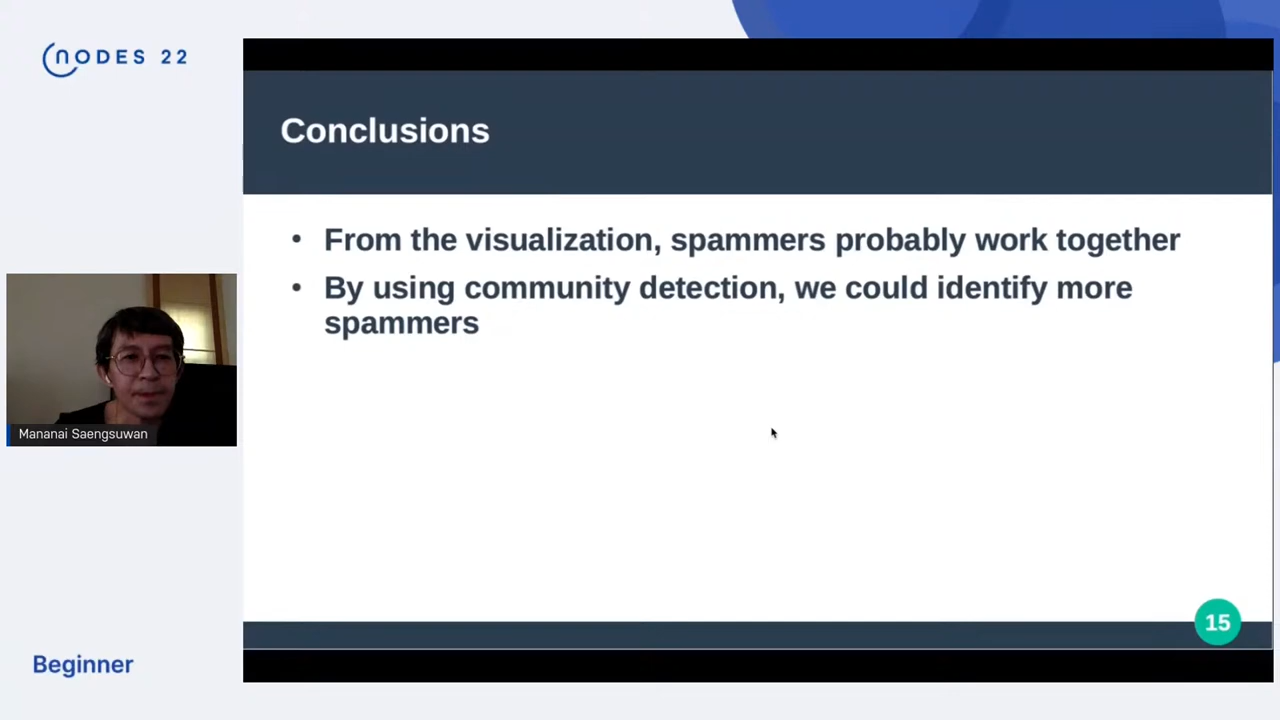 NODES 22
Conclusions
• From the visualization, spammers probably work together
• By using community detection, we could identify more
spammers
Mananai Saengsuwan
15
Beginner